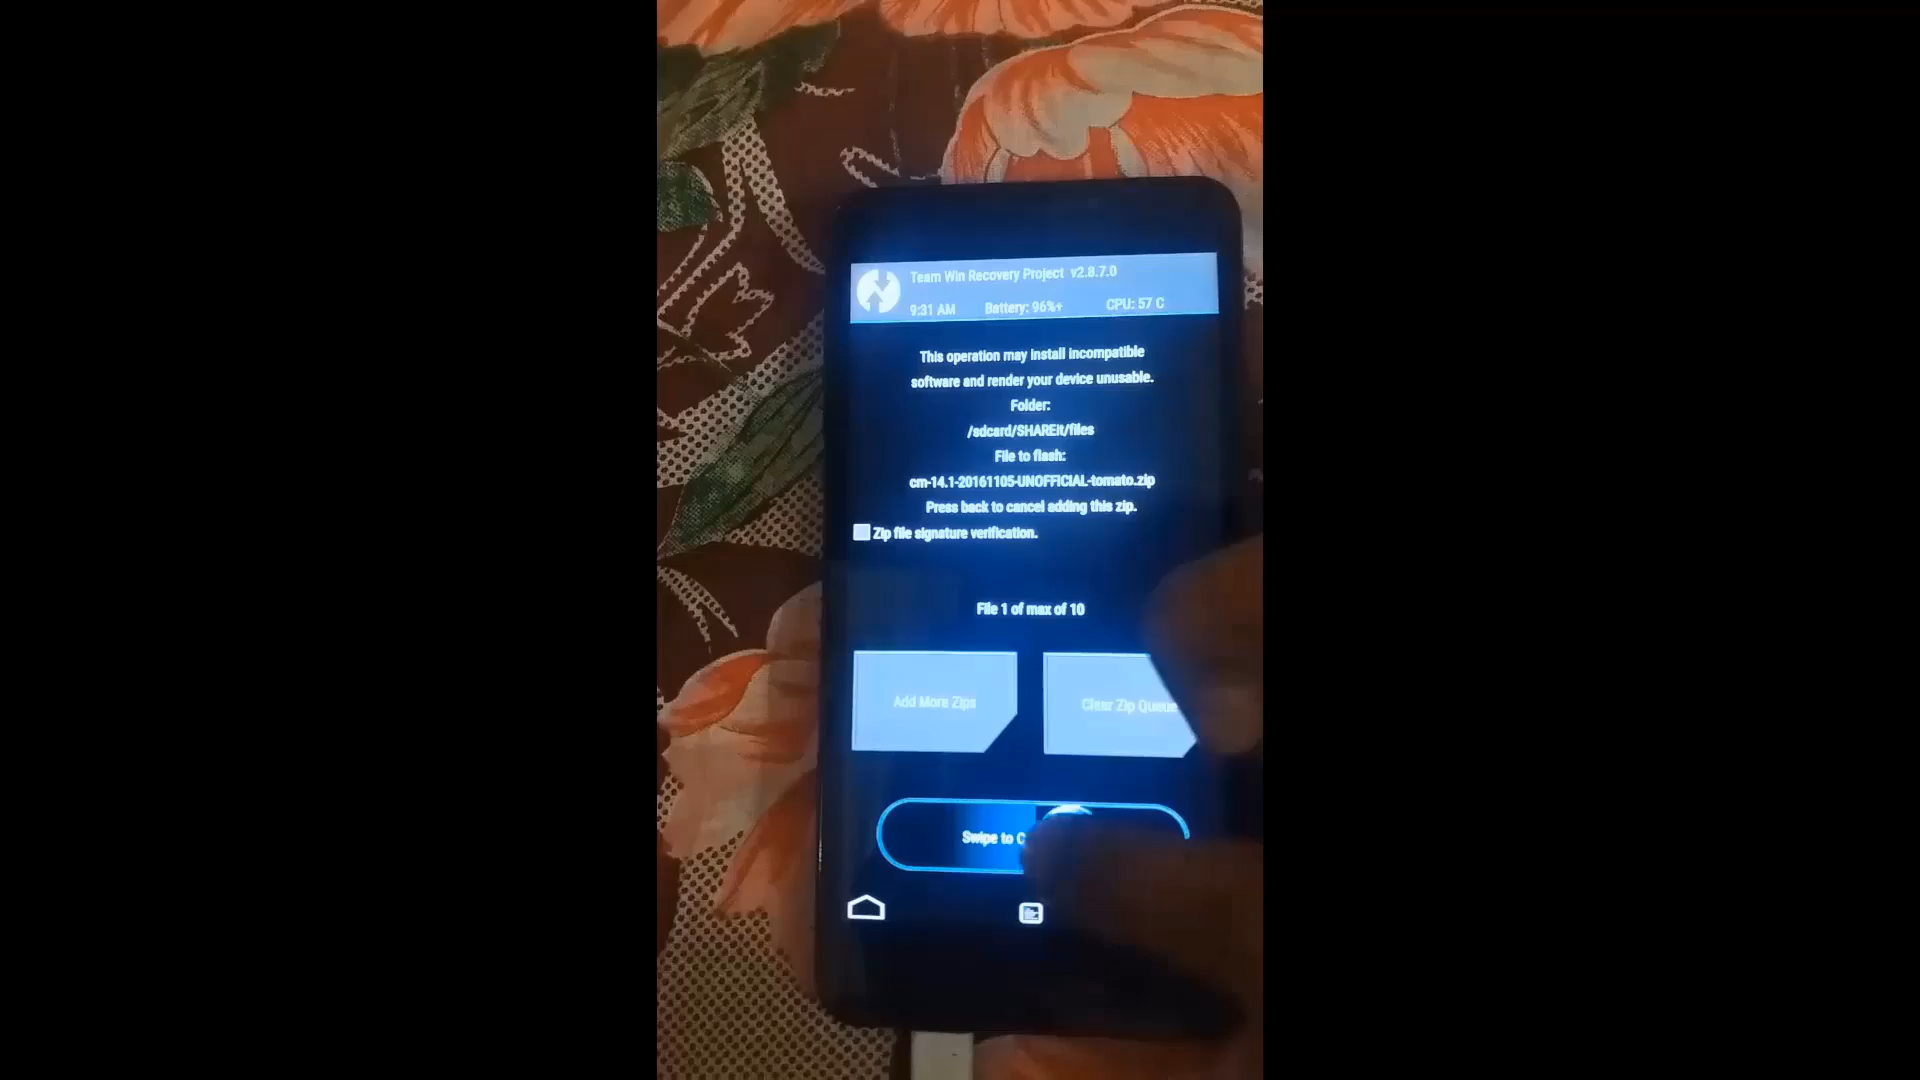 Team Win Recovery Project v2.8.7.0
9:31 AM Battery: 96%+ CPU: 57 C
This operation may install incompatible
software and render your device unusable.
Folder:
/sdcard/SHAREit/files
File to flash:
cm-14.1-20161105-UNOFFICIAL-tomato.zip
Press back to cancel adding this zip.
Zip file signature verification.
File 1 of max of 10
Add More Zips
Clear Zip Queue
Swipe to C